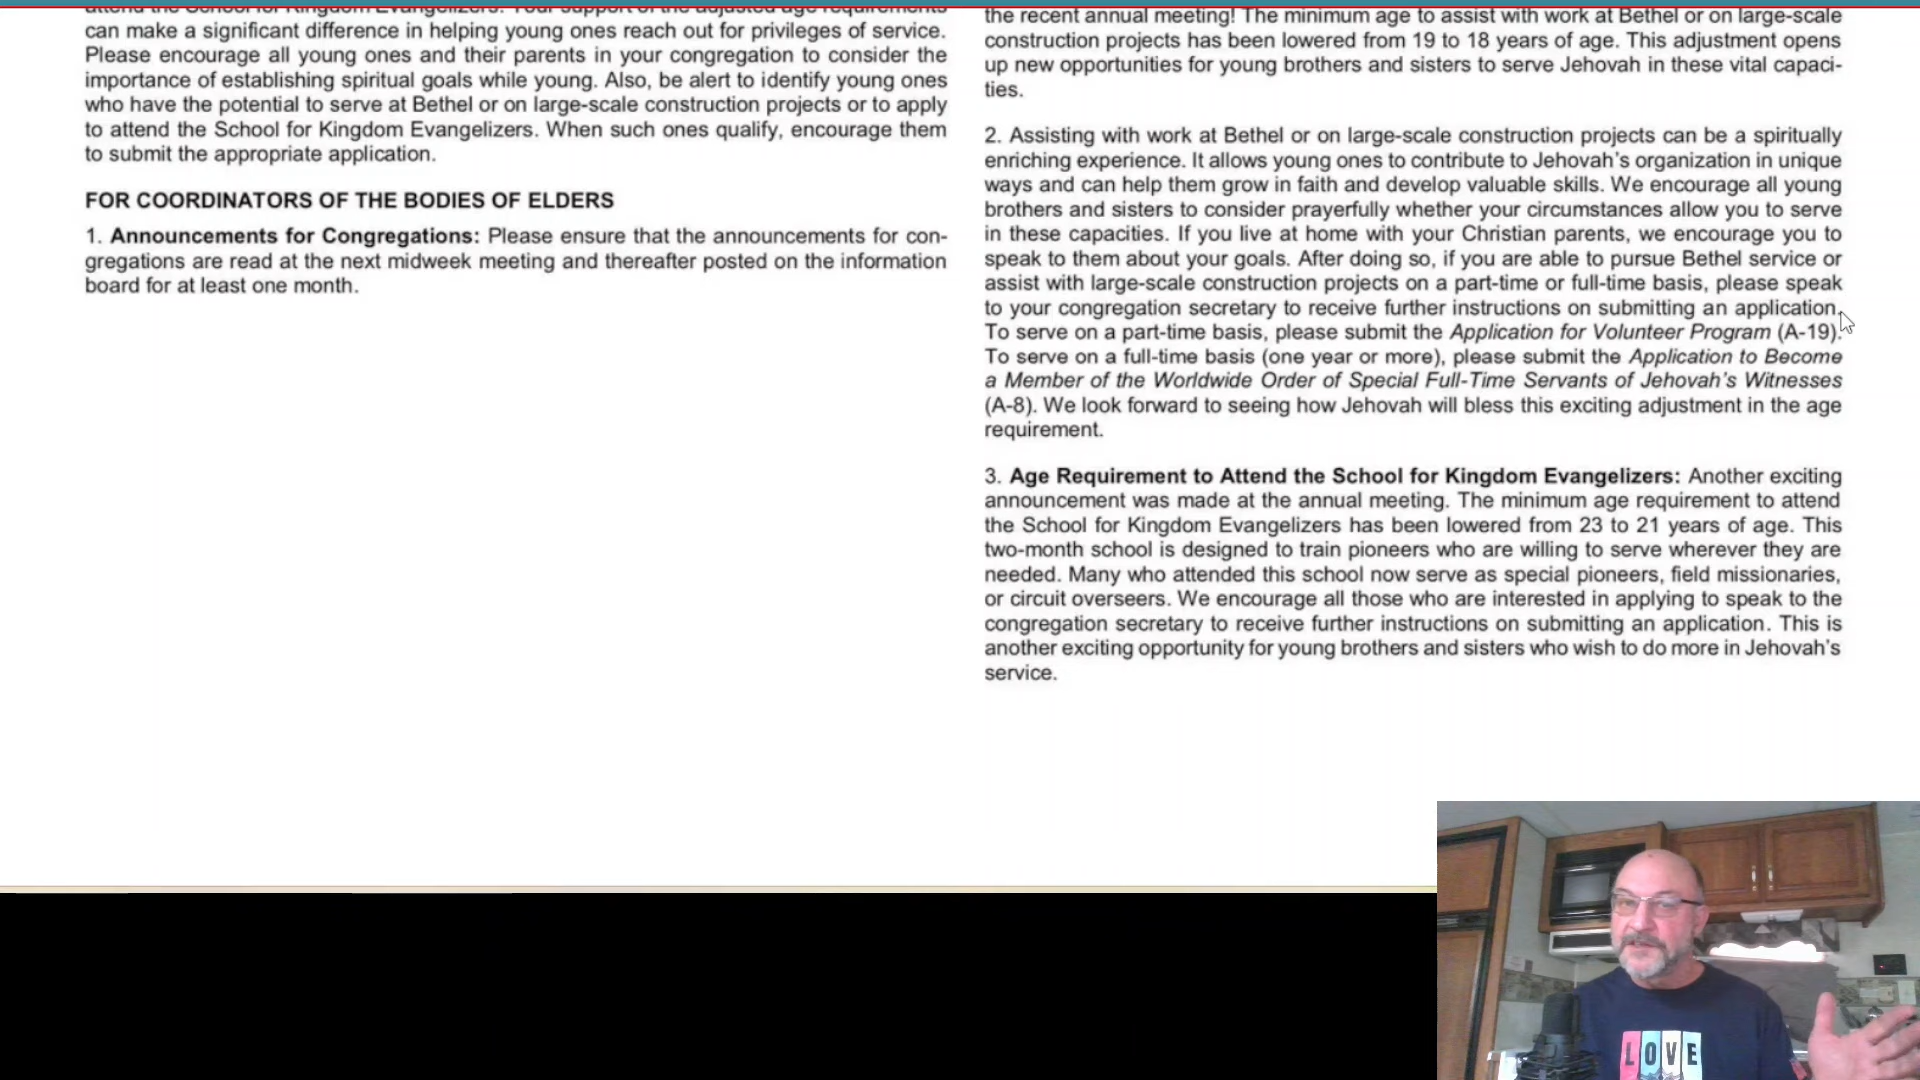 attend the School for Kingdom Evangelizers. Your support of the adjusted age requirements
can make a significant difference in helping young ones reach out for privileges of service.
Please encourage all young ones and their parents in your congregation to consider the
importance of establishing spiritual goals while young. Also, be alert to identify young ones
who have the potential to serve at Bethel or on large-scale construction projects or to apply
to attend the School for Kingdom Evangelizers. When such ones qualify, encourage them
to submit the appropriate application.
FOR COORDINATORS OF THE BODIES OF ELDERS
1. Announcements for Congregations: Please ensure that the announcements for con-
gregations are read at the next midweek meeting and thereafter posted on the information
board for at least one month.
the recent annual meeting! The minimum age to assist with work at Bethel or on large-scale
construction projects has been lowered from 19 to 18 years of age. This adjustment opens
up new opportunities for young brothers and sisters to serve Jehovah in these vital capaci-
ties.
2. Assisting with work at Bethel or on large-scale construction projects can be a spiritually
enriching experience. It allows young ones to contribute to Jehovah's organization in unique
ways and can help them grow in faith and develop valuable skills. We encourage all young
brothers and sisters to consider prayerfully whether your circumstances allow you to serve
in these capacities. If you live at home with your Christian parents, we encourage you to
speak to them about your goals. After doing so, if you are able to pursue Bethel service or
assist with large-scale construction projects on a part-time or full-time basis, please speak
to your congregation secretary to receive further instructions on submitting an application.
To serve on a part-time basis, please submit the Application for Volunteer Program (A-19).
To serve on a full-time basis (one year or more), please submit the Application to Become
a Member of the Worldwide Order of Special Full-Time Servants of Jehovah's Witnesses
(A-8). We look forward to seeing how Jehovah will bless this exciting adjustment in the age
requirement.
3. Age Requirement to Attend the School for Kingdom Evangelizers: Another exciting
announcement was made at the annual meeting. The minimum age requirement to attend
the School for Kingdom Evangelizers has been lowered from 23 to 21 years of age. This
two-month school is designed to train pioneers who are willing to serve wherever they are
needed. Many who attended this school now serve as special pioneers, field missionaries,
or circuit overseers. We encourage all those who are interested in applying to speak to the
congregation secretary to receive further instructions on submitting an application. This is
another exciting opportunity for young brothers and sisters who wish to do more in Jehovah's
service.
LOVE